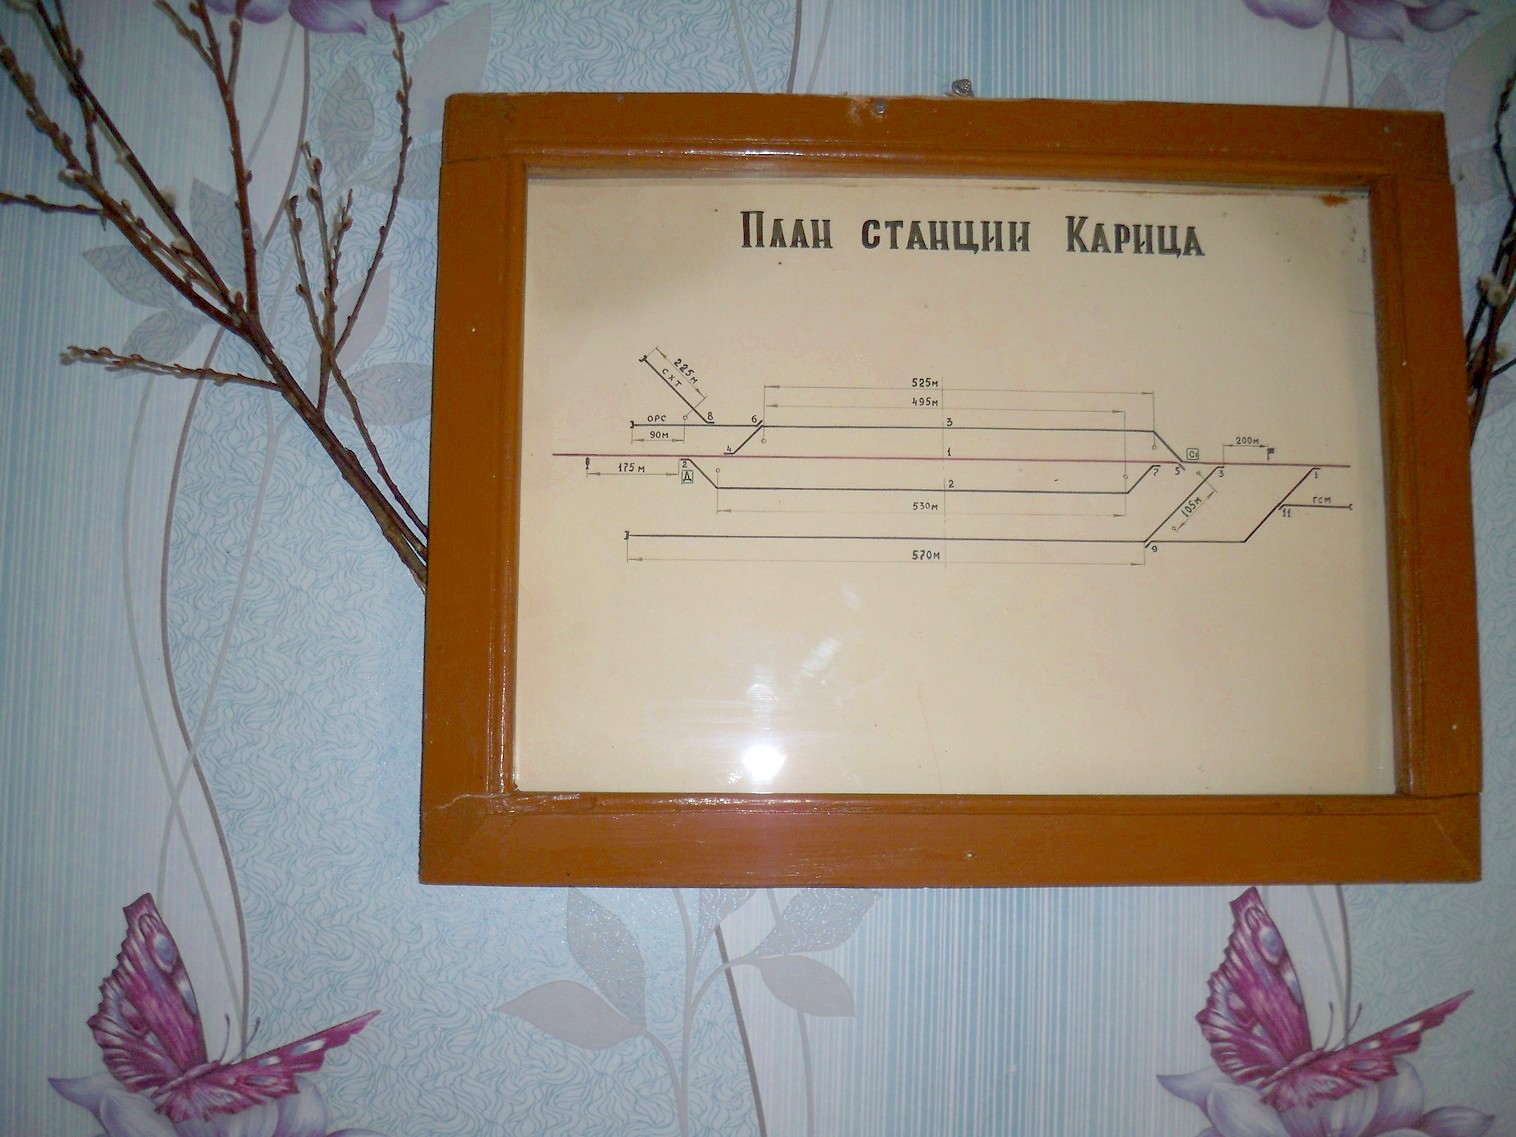 План станции Карица
225м
СХТ
525м
495м
ОРС
8
6
3
90м
4
1
С
200м
175м
2
Д
7
5
3
1
2
530м
105м
ГСМ
11
570м
9